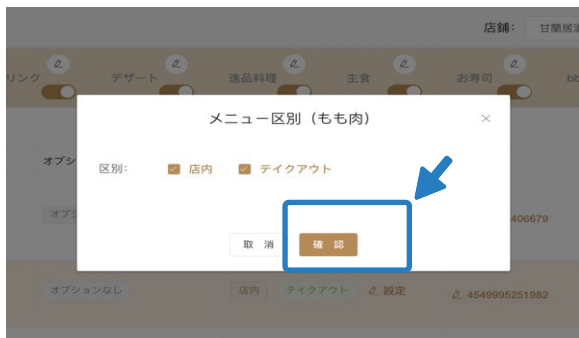 店鋪:
リンク デザート 逸品料理 主食 お寿司
メニュー区別（もも肉） ×
オプシ
区別: 店内 テイクアウト
オプシ 406679
取 消 確 認
オプションなし 店内 テイクアウト 設定 4549995251982